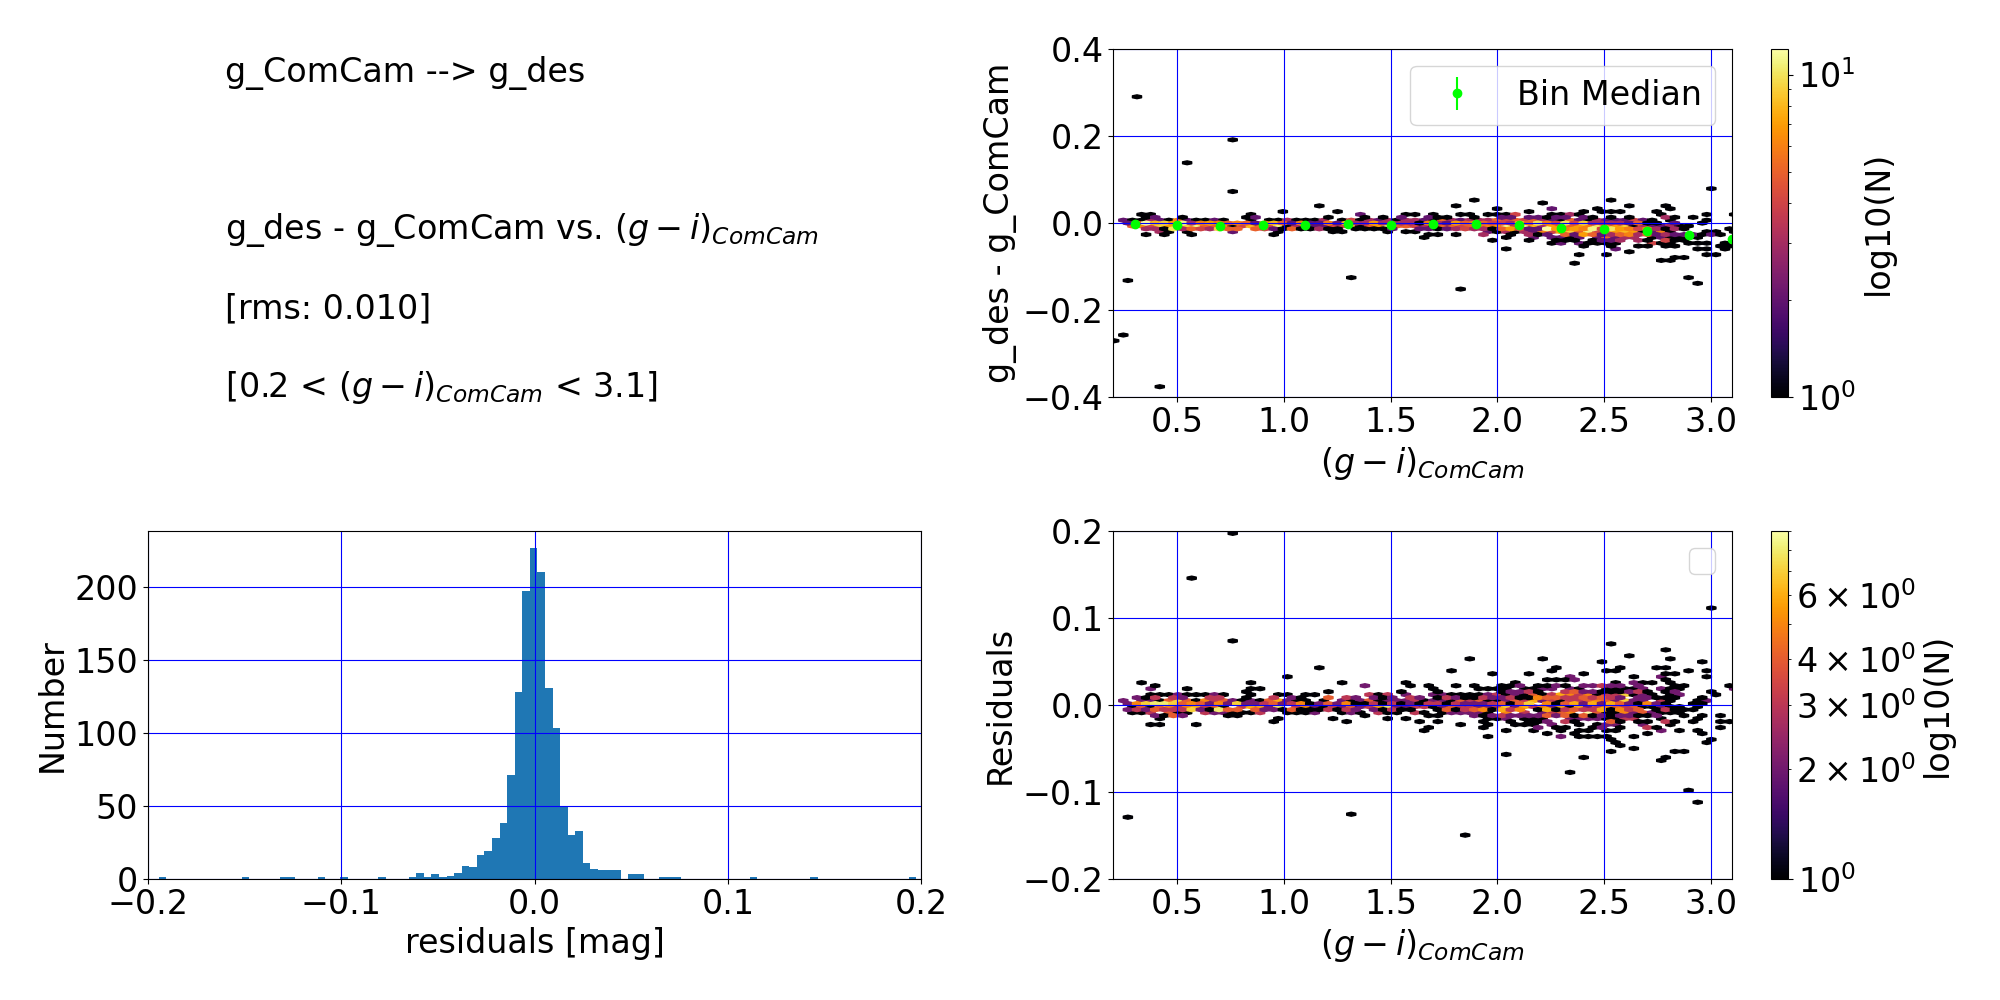 g_ComCam --> g_des
g_des - g_ComCam vs. (g − i)ComCam
[rms: 0.010]
[0.2 < (g − i)ComCam < 3.1]
g_des - g_ComCam
0.4
0.2
0.0
−0.2
−0.4
Bin Median
0.5 1.0 1.5 2.0 2.5 3.0
(g − i)ComCam
10^1
10^0
log10(N)
Number
200
150
100
50
0
−0.2 −0.1 0.0 0.1 0.2
residuals [mag]
Residuals
0.2
0.1
0.0
−0.1
−0.2
0.5 1.0 1.5 2.0 2.5 3.0
(g − i)ComCam
6 × 10^0
4 × 10^0
3 × 10^0
2 × 10^0
10^0
log10(N)